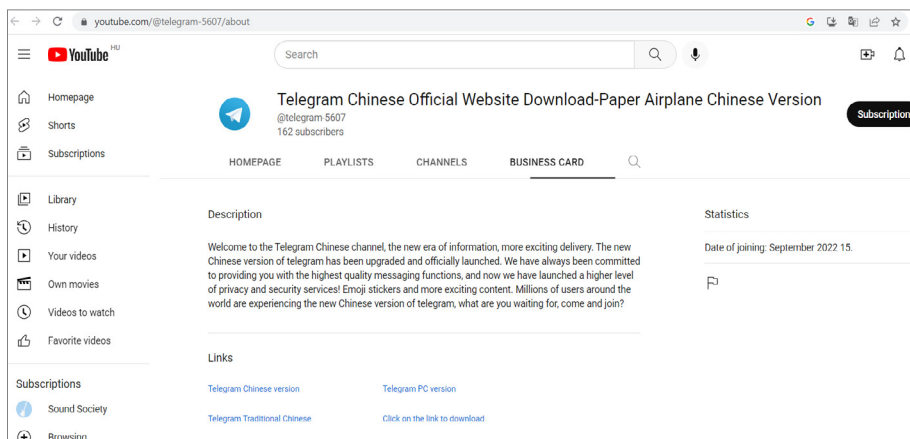 youtube.com/@telegram-5607/about
YouTube HU
Search
Homepage
Shorts
Subscriptions
Library
History
Your videos
Own movies
Videos to watch
Favorite videos
Subscriptions
Sound Society
Browsing
Telegram Chinese Official Website Download-Paper Airplane Chinese Version
@telegram-5607
162 subscribers
Subscription
HOMEPAGE PLAYLISTS CHANNELS BUSINESS CARD
Description
Welcome to the Telegram Chinese channel, the new era of information, more exciting delivery. The new
Chinese version of telegram has been upgraded and officially launched. We have always been committed
to providing you with the highest quality messaging functions, and now we have launched a higher level
of privacy and security services! Emoji stickers and more exciting content. Millions of users around the
world are experiencing the new Chinese version of telegram, what are you waiting for, come and join?
Links
Telegram Chinese version Telegram PC version
Telegram Traditional Chinese Click on the link to download
Statistics
Date of joining: September 2022 15.